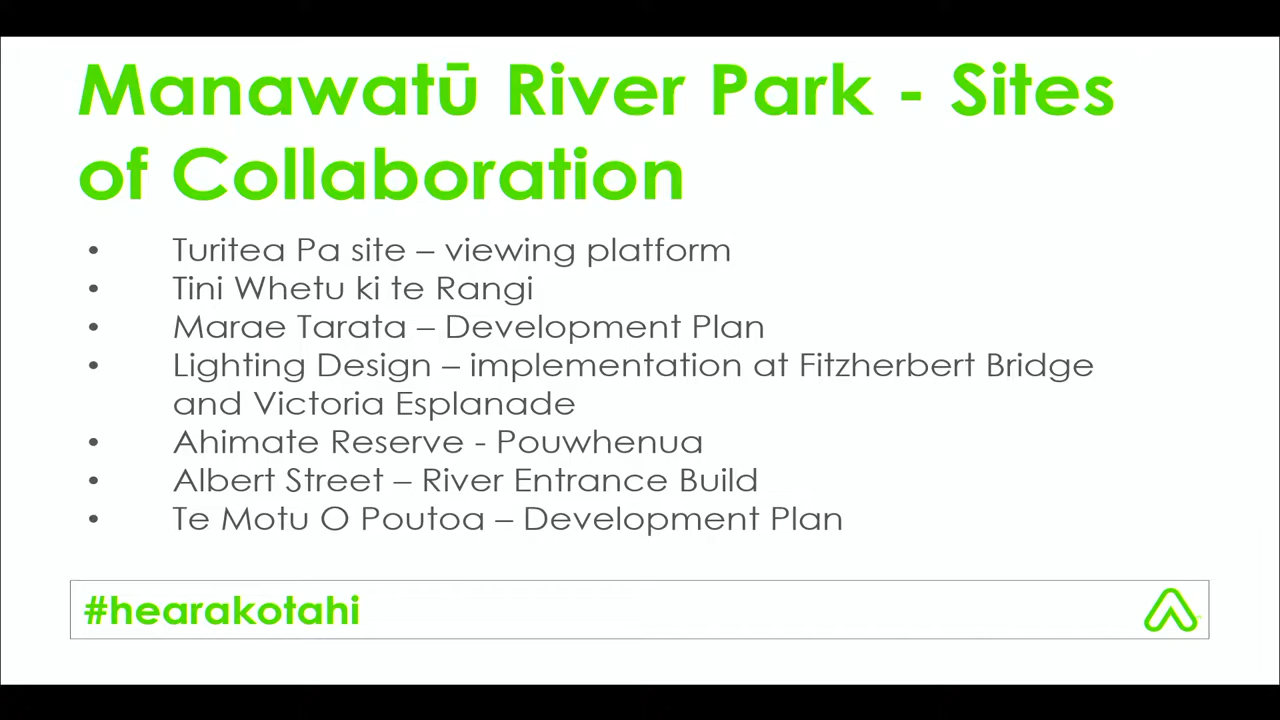 Manawatū River Park - Sites
of Collaboration
• Turitea Pa site – viewing platform
• Tini Whetu ki te Rangi
• Marae Tarata – Development Plan
• Lighting Design – implementation at Fitzherbert Bridge
and Victoria Esplanade
• Ahimate Reserve - Pouwhenua
• Albert Street – River Entrance Build
• Te Motu O Poutoa – Development Plan
#hearakotahi